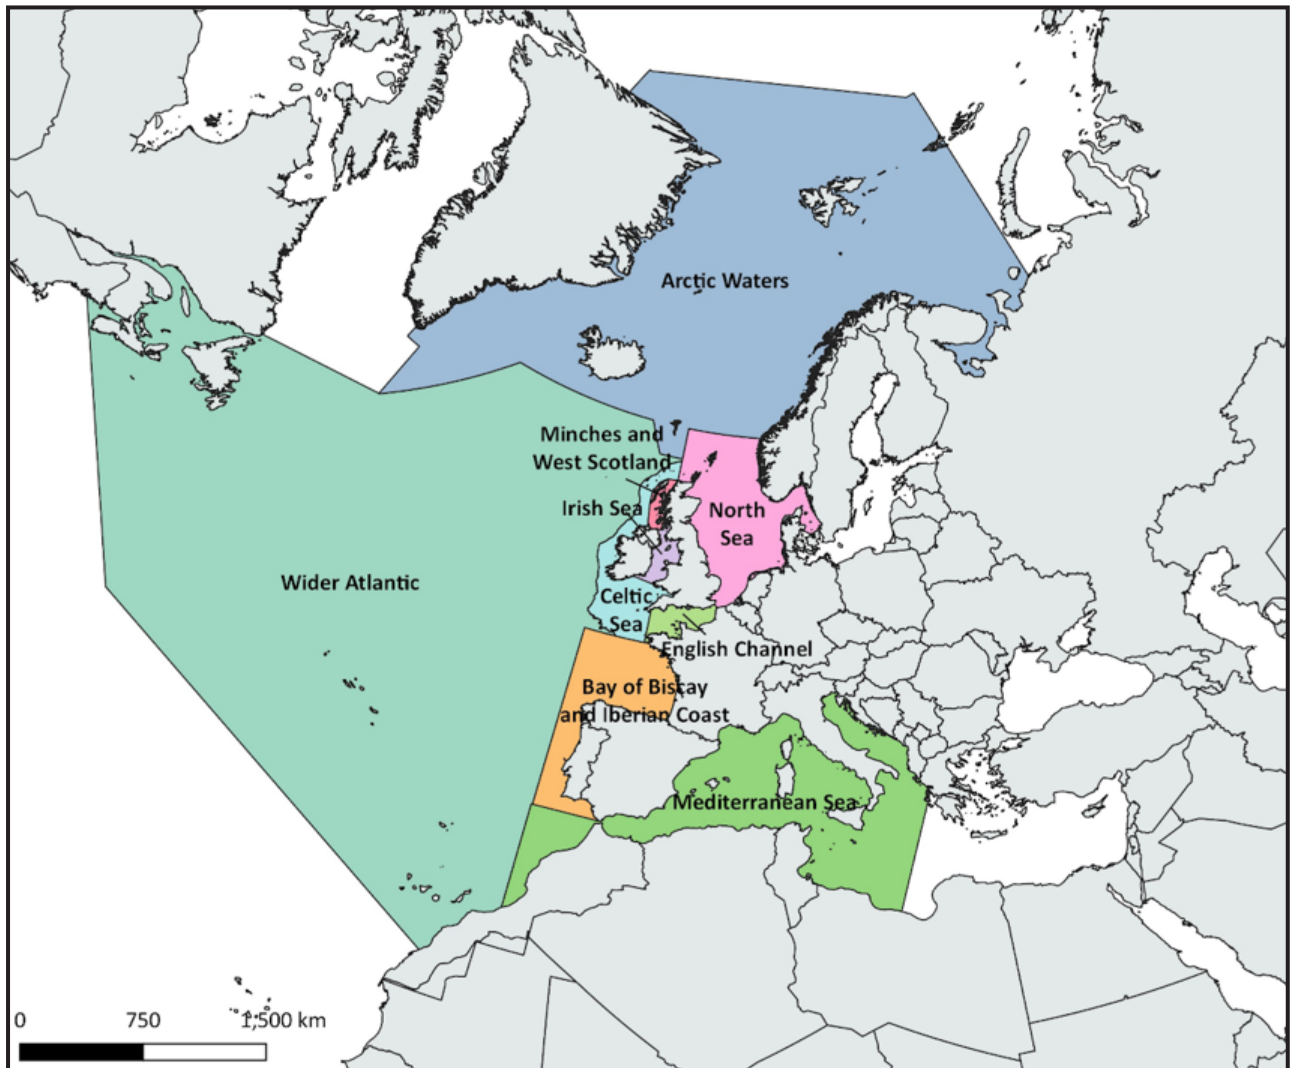 Arctic Waters
Minches and
West Scotland
Irish Sea
North
Sea
Wider Atlantic
Celtic
Sea
English Channel
Bay of Biscay
and Iberian Coast
Mediterranean Sea
0 750 1,500 km